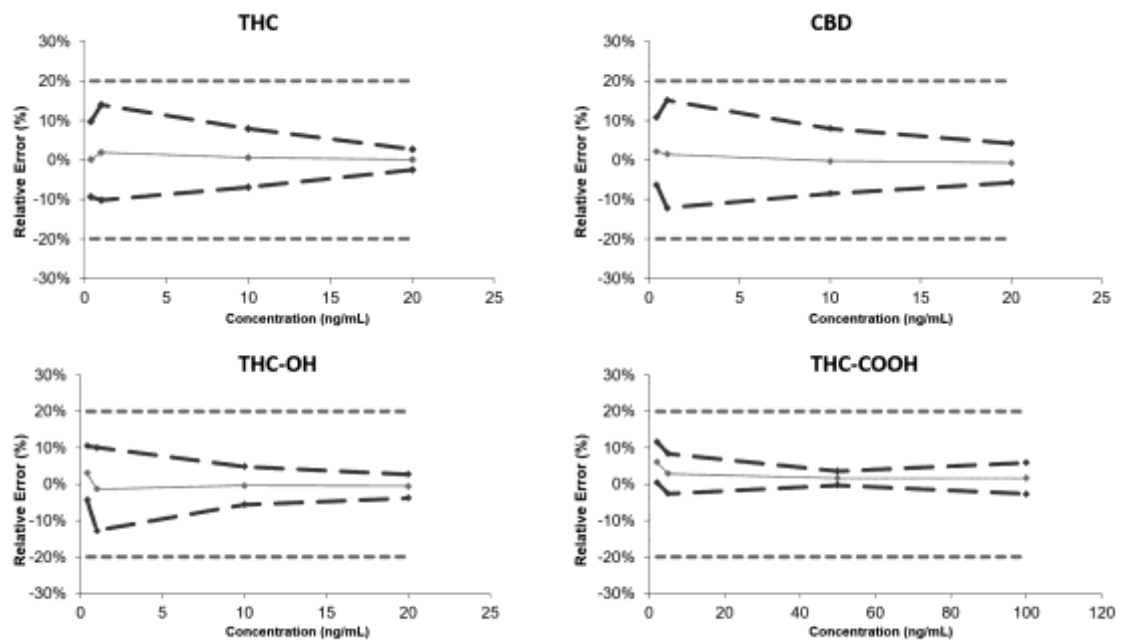 THC
30%
20%
10%
0%
-10%
-20%
-30%
Relative Error (%)
0 5 10 15 20 25
Concentration (ng/mL)
CBD
30%
20%
10%
0%
-10%
-20%
-30%
Relative Error (%)
0 5 10 15 20 25
Concentration (ng/mL)
THC-OH
30%
20%
10%
0%
-10%
-20%
-30%
Relative Error (%)
0 5 10 15 20 25
Concentration (ng/mL)
THC-COOH
30%
20%
10%
0%
-10%
-20%
-30%
Relative Error (%)
0 20 40 60 80 100 120
Concentration (ng/mL)